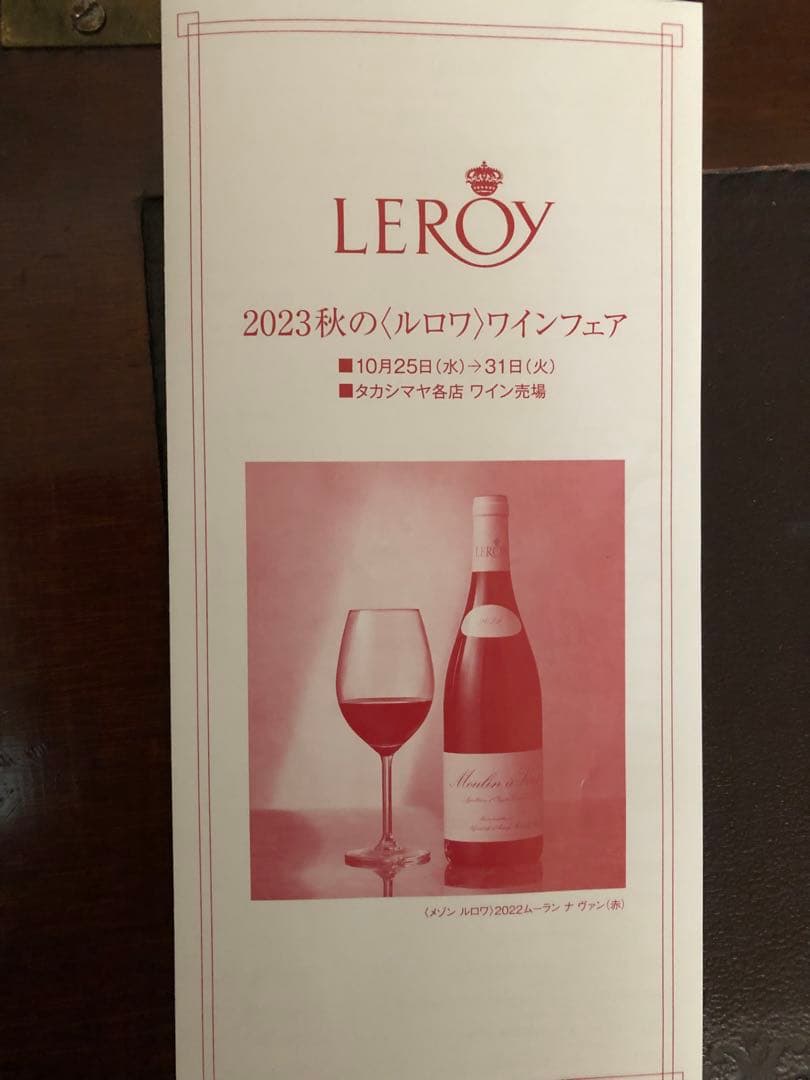 LEROY
2023秋の〈ルロワ〉ワインフェア
■10月25日(水)→31日(火)
■タカシマヤ各店 ワイン売場
LEROY
2022
Moulin à
〈メゾン ルロワ〉2022ムーラン ナ ヴァン(赤)